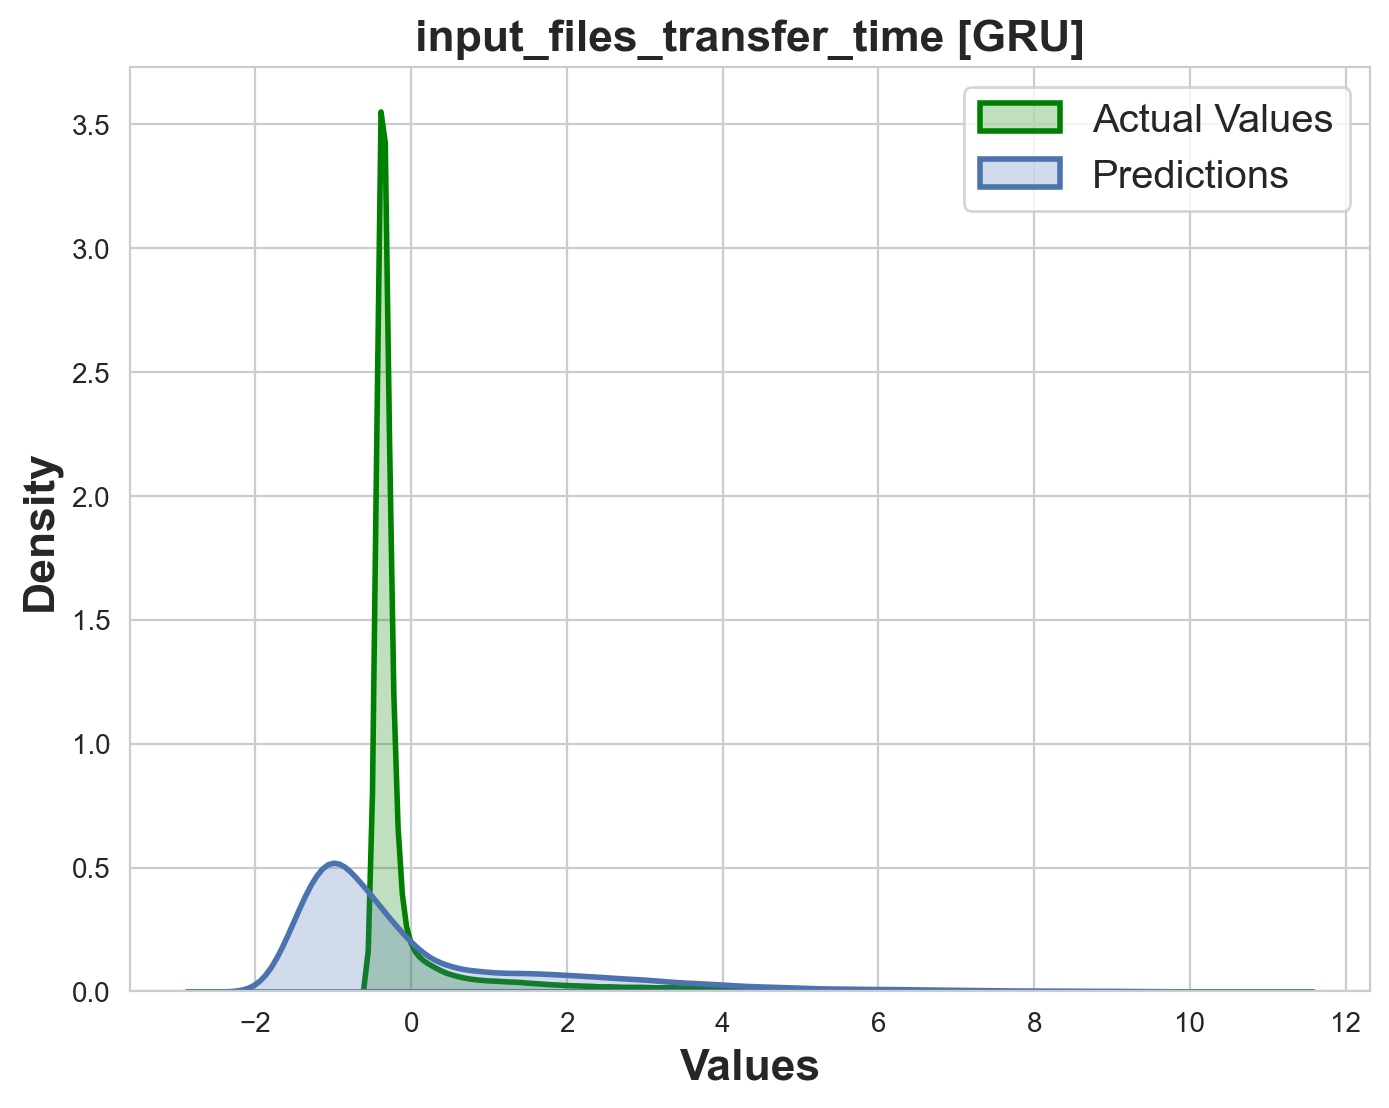 input_files_transfer_time [GRU]
Actual Values
Predictions
Density
3.5
3.0
2.5
2.0
1.5
1.0
0.5
0.0
−2 0 2 4 6 8 10 12
Values